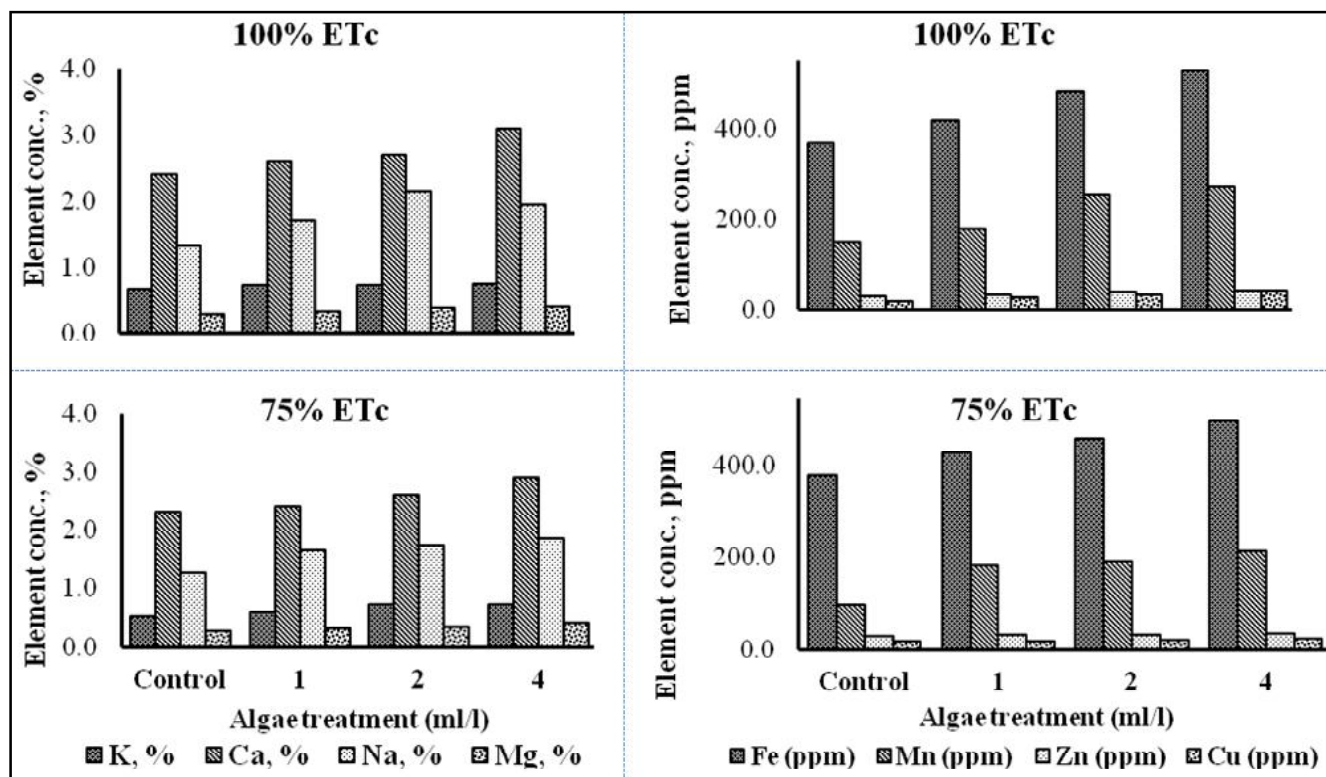 100% ETc
Element conc., %
4.0
3.0
2.0
1.0
0.0
100% ETc
Element conc., ppm
400.0
200.0
0.0
75% ETc
Element conc., %
4.0
3.0
2.0
1.0
0.0
Control 1 2 4
Algae treatment (ml/l)
K, % Ca, % Na, % Mg, %
75% ETc
Element conc., ppm
400.0
200.0
0.0
Control 1 2 4
Algae treatment (ml/l)
Fe (ppm) Mn (ppm) Zn (ppm) Cu (ppm)